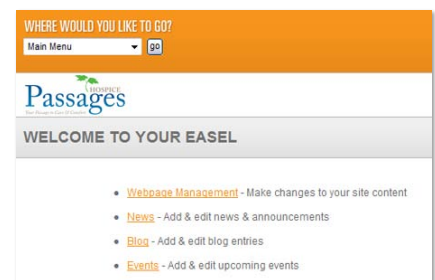 WHERE WOULD YOU LIKE TO GO?
Main Menu go
HOSPICE
Passages
WELCOME TO YOUR EASEL
Webpage Management - Make changes to your site content
News - Add & edit news & announcements
Blog - Add & edit blog entries
Events - Add & edit upcoming events